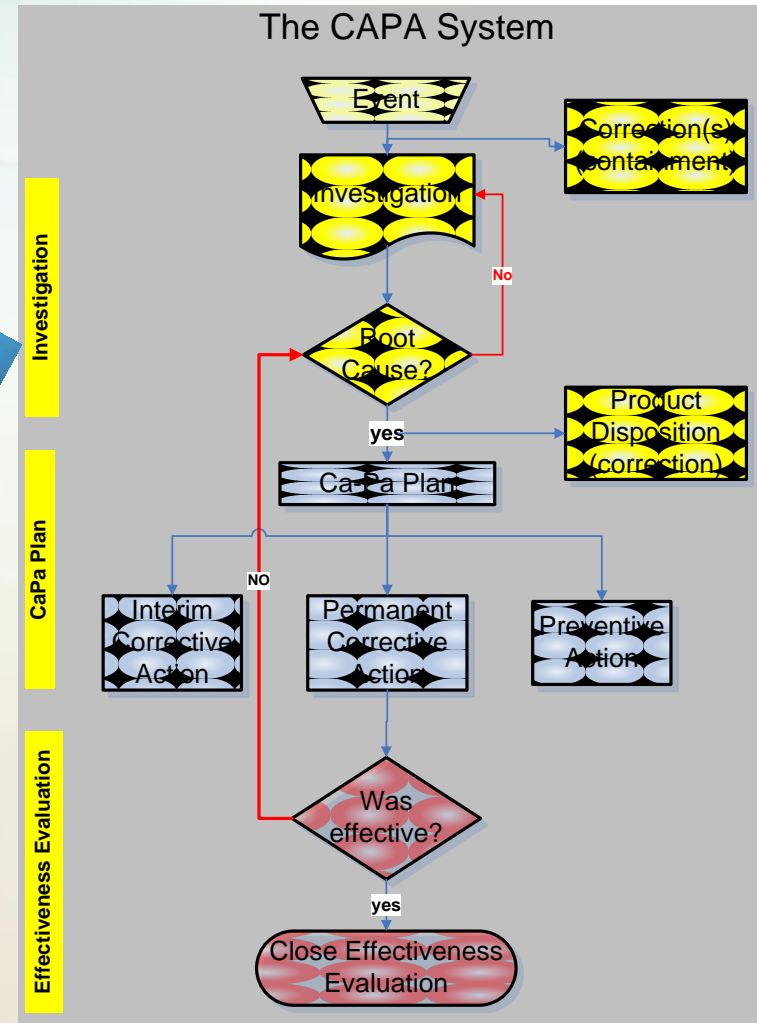 The CAPA System
Event
Correction(s)
(containment)
Investigation
No
Investigation
Root
Cause?
Product
Disposition
(correction)
yes
Ca-Pa Plan
CaPa Plan
NO
Interim
Corrective
Action
Permanent
Corrective
Action
Preventive
Action
Effectiveness Evaluation
Was
effective?
yes
Close Effectiveness
Evaluation